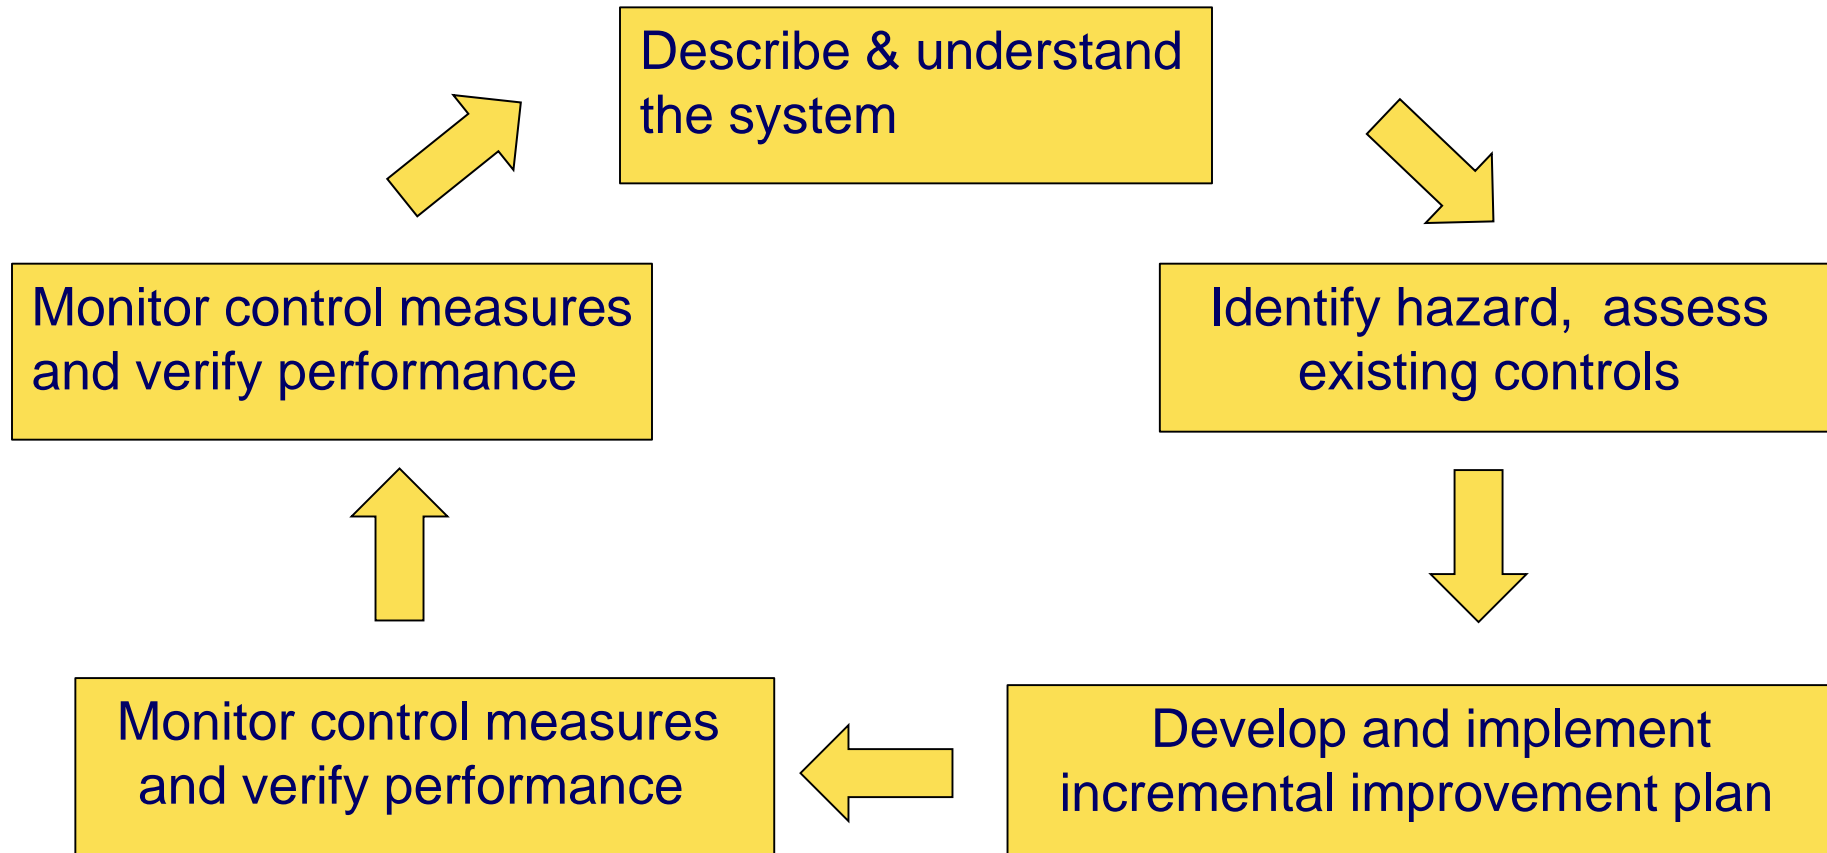 Describe & understand
the system
Identify hazard,  assess
existing controls
Develop and implement
incremental improvement plan
Monitor control measures
and verify performance
Monitor control measures
and verify performance